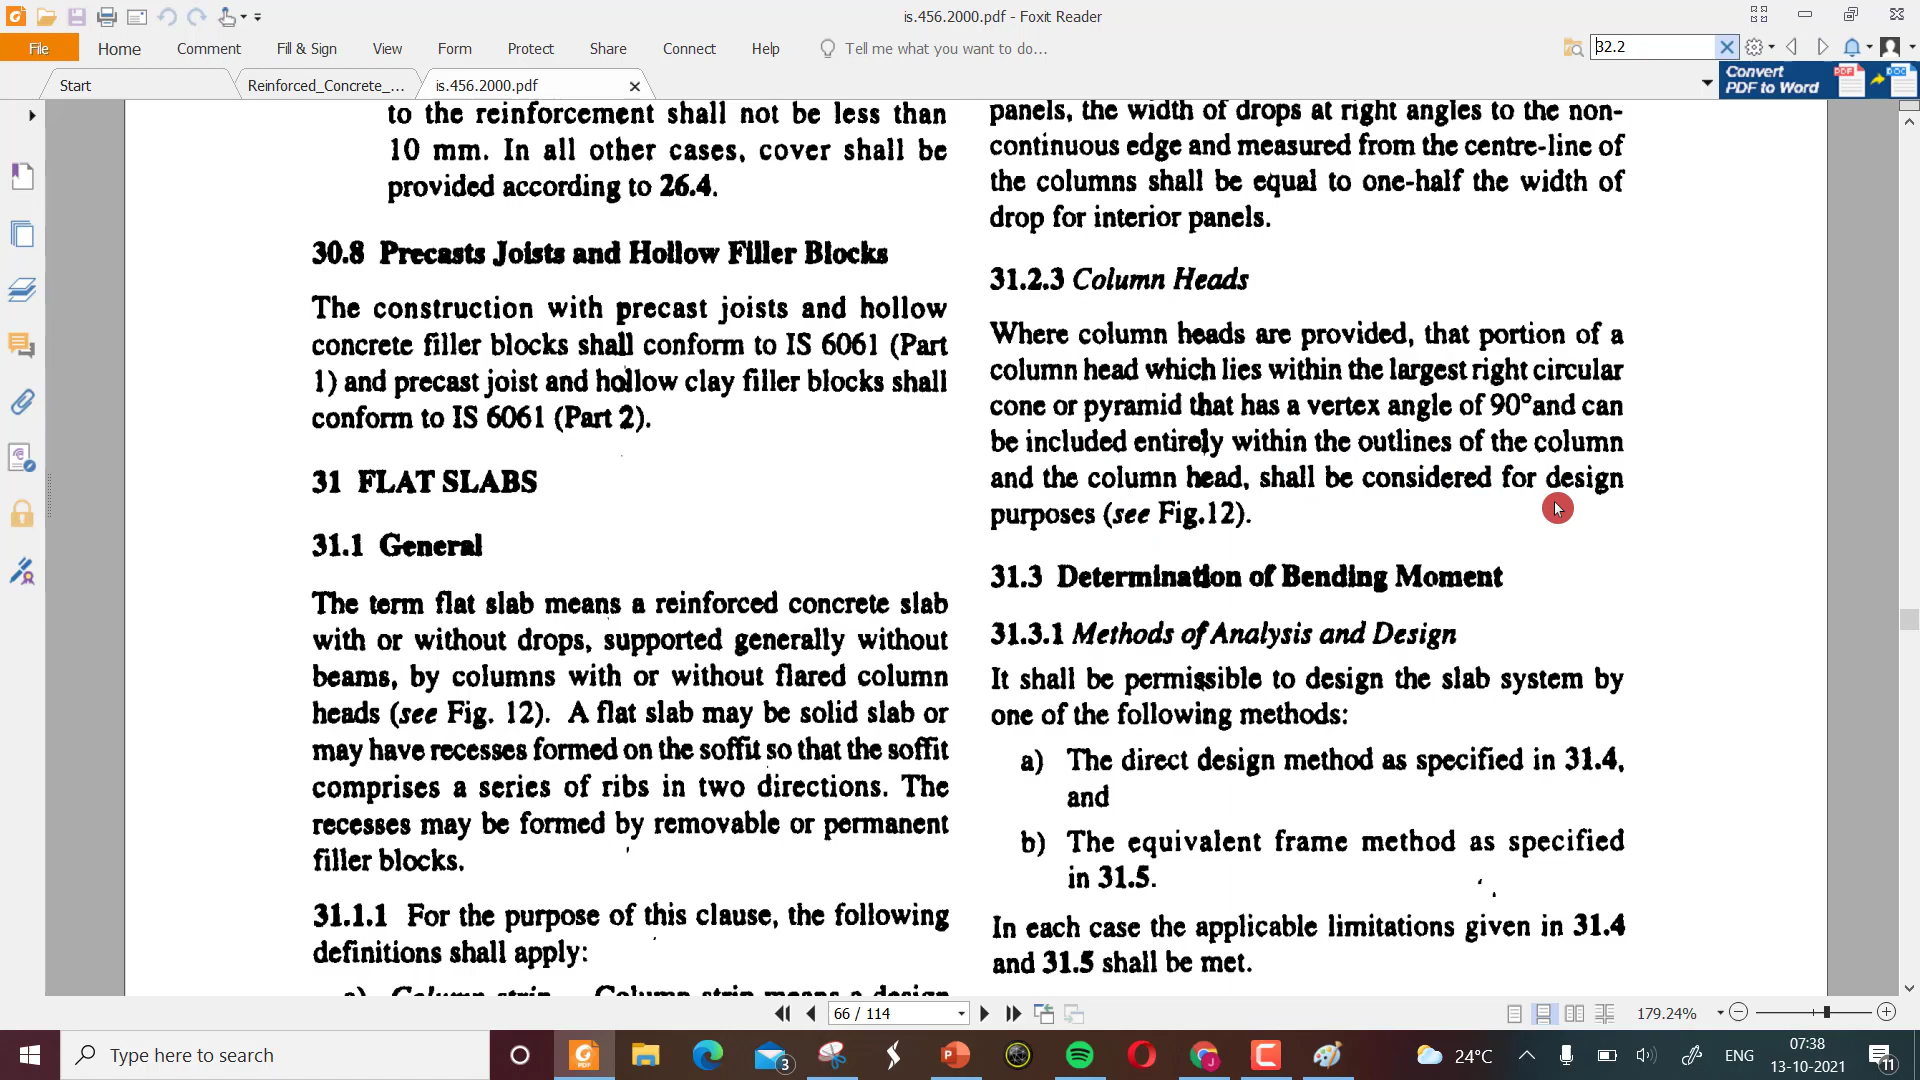 is.456.2000.pdf - Foxit Reader
File
Home
Comment
Fill & Sign
View
Form
Protect
Share
Connect
Help
Tell me what you want to do...
32.2
Start
Reinforced_Concrete_...
is.456.2000.pdf
Convert
PDF to Word
PDF
DOC
to the reinforcement shall not be less than
10 mm. In all other cases, cover shall be
provided according to 26.4.
30.8 Precasts Joists and Hollow Filler Blocks
The construction with precast joists and hollow
concrete filler blocks shall conform to IS 6061 (Part
1) and precast joist and hollow clay filler blocks shall
conform to IS 6061 (Part 2).
31 FLAT SLABS
31.1 General
The term flat slab means a reinforced concrete slab
with or without drops, supported generally without
beams, by columns with or without flared column
heads (see Fig. 12). A flat slab may be solid slab or
may have recesses formed on the soffit so that the soffit
comprises a series of ribs in two directions. The
recesses may be formed by removable or permanent
filler blocks.
31.1.1 For the purpose of this clause, the following
definitions shall apply:
a) Column strip — Column strip means a design
panels, the width of drops at right angles to the non-
continuous edge and measured from the centre-line of
the columns shall be equal to one-half the width of
drop for interior panels.
31.2.3 Column Heads
Where column heads are provided, that portion of a
column head which lies within the largest right circular
cone or pyramid that has a vertex angle of 90°and can
be included entirely within the outlines of the column
and the column head, shall be considered for design
purposes (see Fig.12).
31.3 Determination of Bending Moment
31.3.1 Methods of Analysis and Design
It shall be permissible to design the slab system by
one of the following methods:
a) The direct design method as specified in 31.4,
and
b) The equivalent frame method as specified
in 31.5.
In each case the applicable limitations given in 31.4
and 31.5 shall be met.
66 / 114
179.24%
Type here to search
3
24°C
ENG
07:38
13-10-2021
11